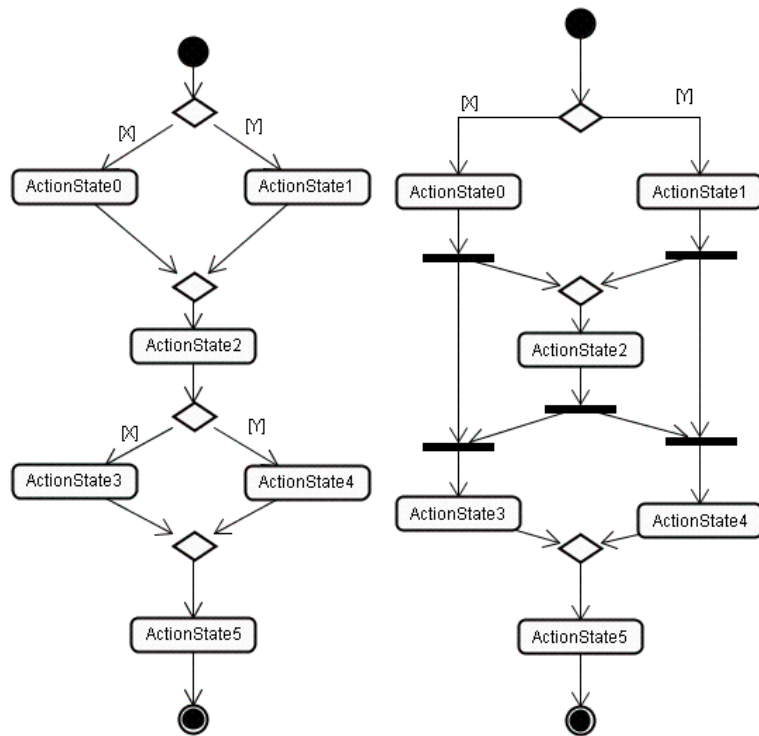 [X]
[Y]
ActionState0
ActionState1
ActionState2
[X]
[Y]
ActionState3
ActionState4
ActionState5
[X]
[Y]
ActionState0
ActionState1
ActionState2
ActionState3
ActionState4
ActionState5